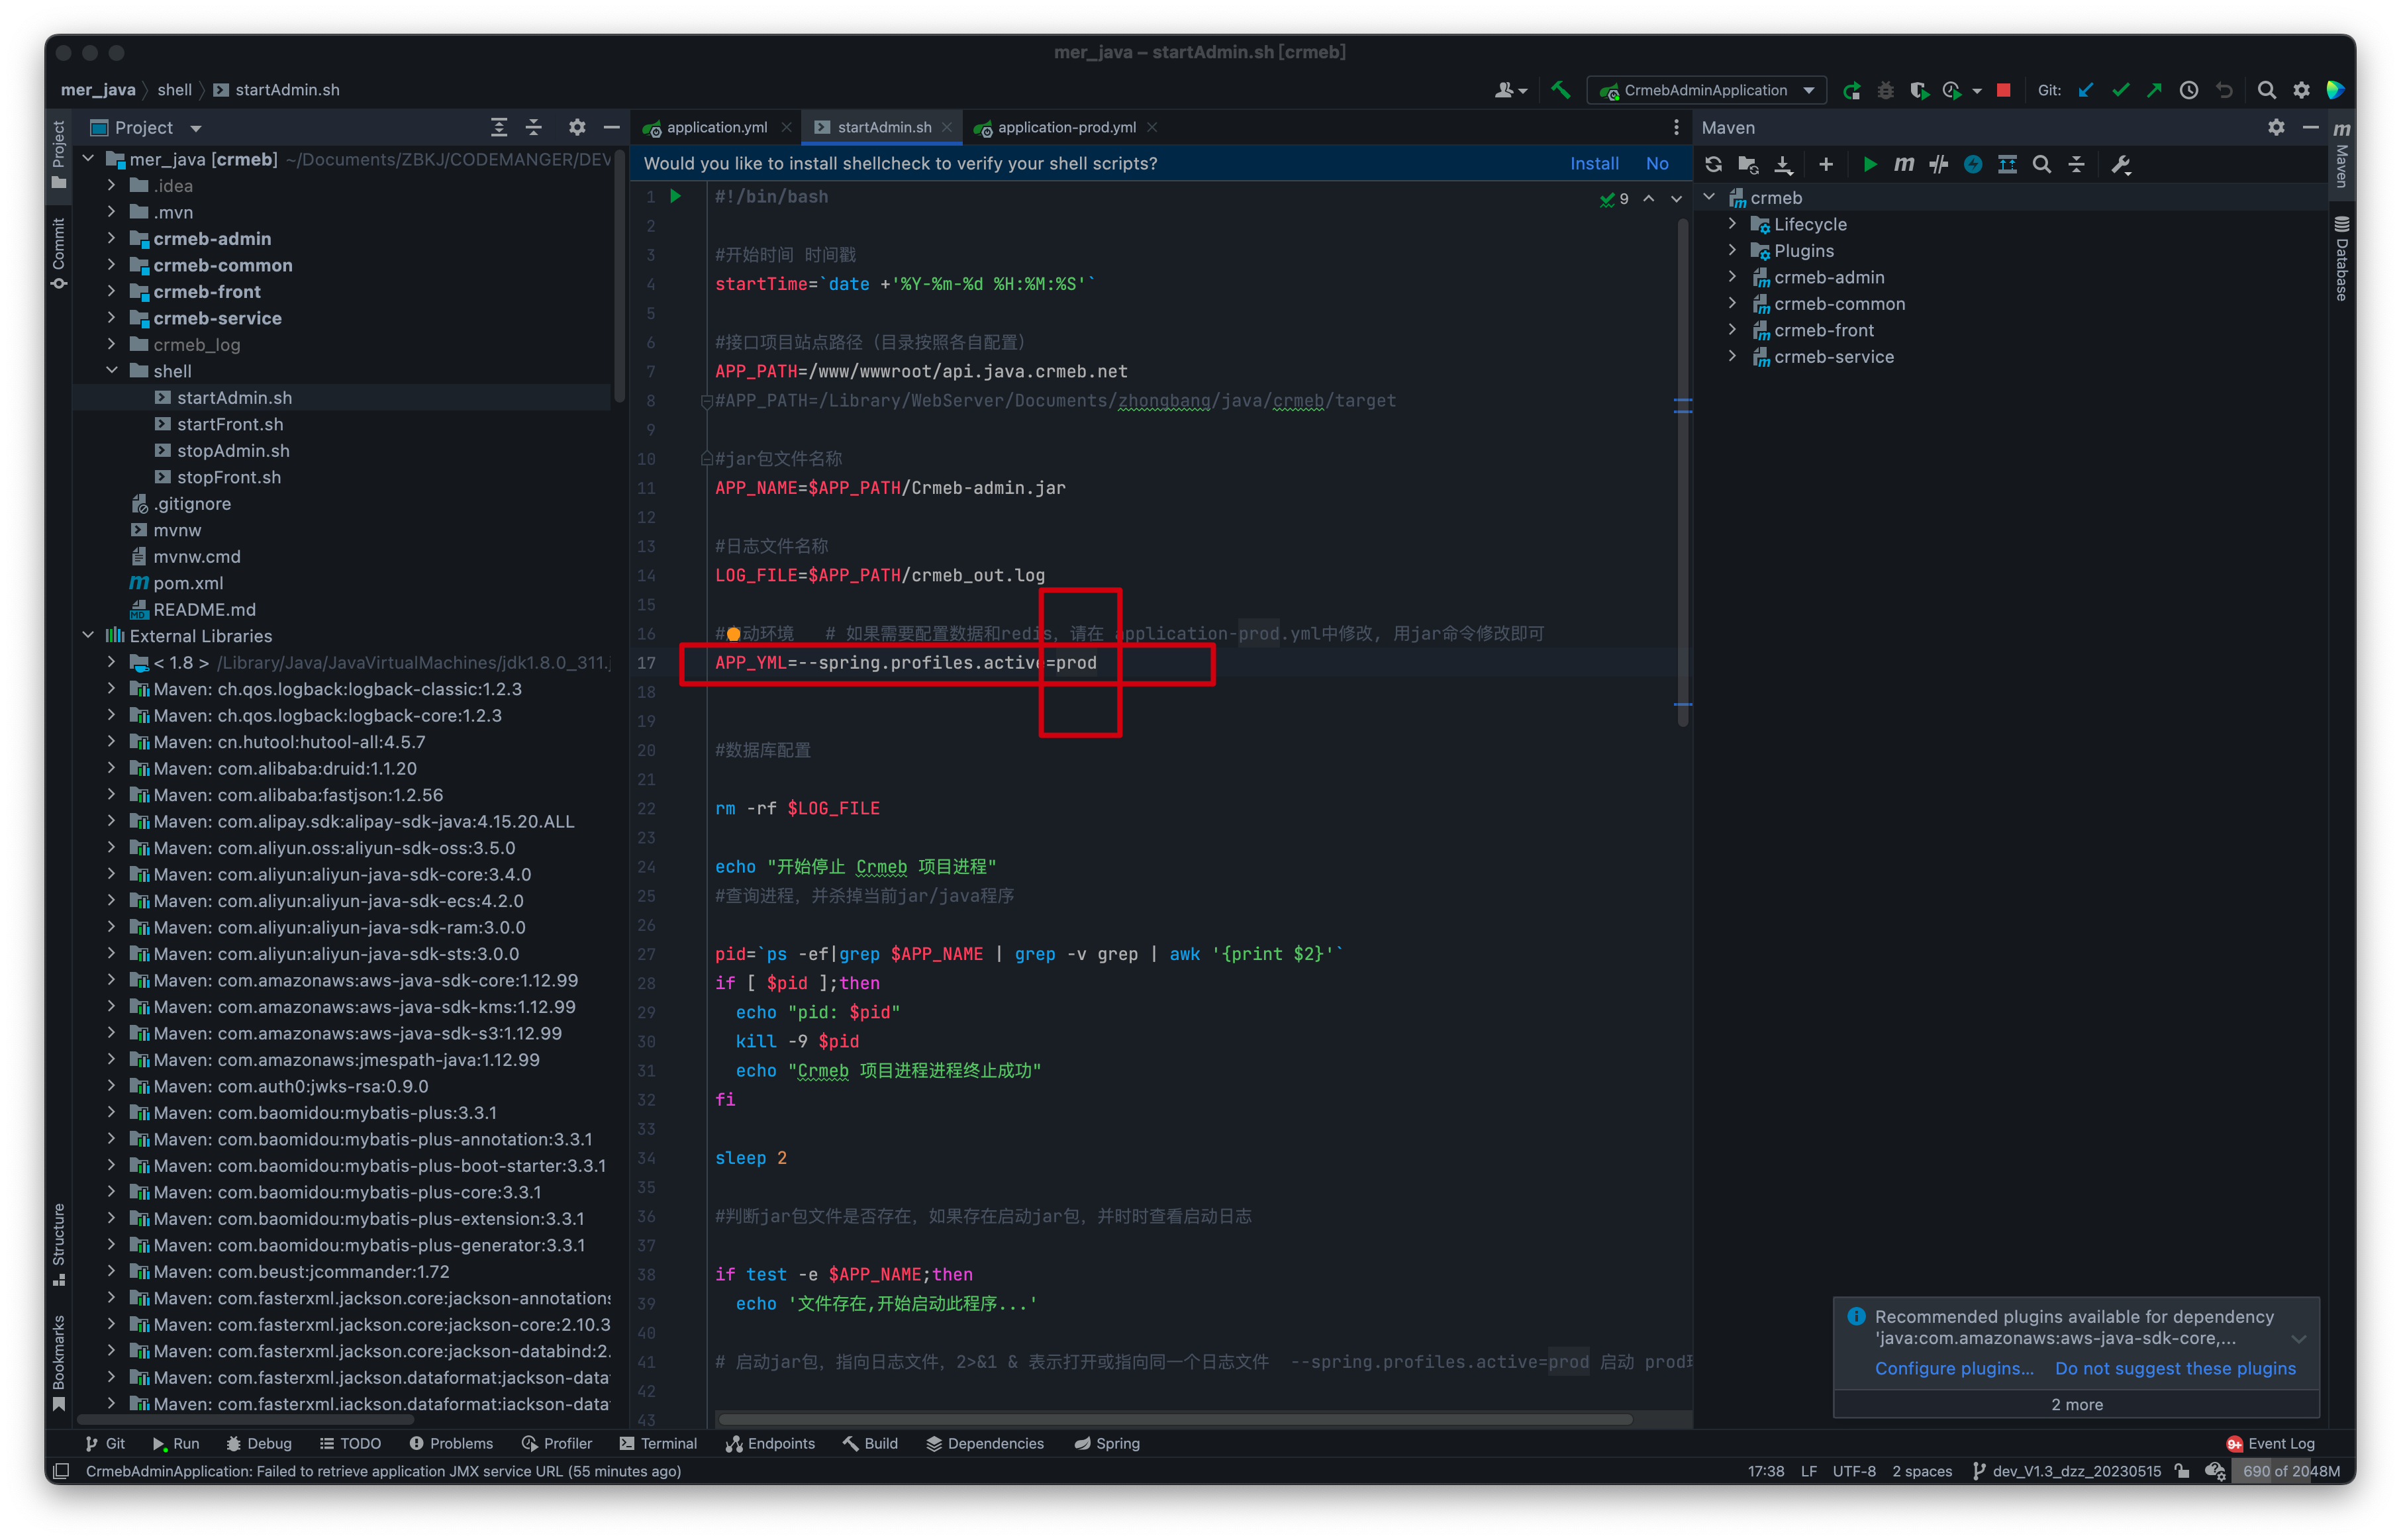 mer_java – startAdmin.sh [crmeb]
mer_java
shell
startAdmin.sh
CrmebAdminApplication
Git:
Project
Commit
Structure
Bookmarks
Project
mer_java [crmeb] ~/Documents/ZBKJ/CODEMANGER/DEV
.idea
.mvn
crmeb-admin
crmeb-common
crmeb-front
crmeb-service
crmeb_log
shell
startAdmin.sh
startFront.sh
stopAdmin.sh
stopFront.sh
.gitignore
mvnw
mvnw.cmd
pom.xml
README.md
External Libraries
< 1.8 > /Library/Java/JavaVirtualMachines/jdk1.8.0_311.j
Maven: ch.qos.logback:logback-classic:1.2.3
Maven: ch.qos.logback:logback-core:1.2.3
Maven: cn.hutool:hutool-all:4.5.7
Maven: com.alibaba:druid:1.1.20
Maven: com.alibaba:fastjson:1.2.56
Maven: com.alipay.sdk:alipay-sdk-java:4.15.20.ALL
Maven: com.aliyun.oss:aliyun-sdk-oss:3.5.0
Maven: com.aliyun:aliyun-java-sdk-core:3.4.0
Maven: com.aliyun:aliyun-java-sdk-ecs:4.2.0
Maven: com.aliyun:aliyun-java-sdk-ram:3.0.0
Maven: com.aliyun:aliyun-java-sdk-sts:3.0.0
Maven: com.amazonaws:aws-java-sdk-core:1.12.99
Maven: com.amazonaws:aws-java-sdk-kms:1.12.99
Maven: com.amazonaws:aws-java-sdk-s3:1.12.99
Maven: com.amazonaws:jmespath-java:1.12.99
Maven: com.auth0:jwks-rsa:0.9.0
Maven: com.baomidou:mybatis-plus:3.3.1
Maven: com.baomidou:mybatis-plus-annotation:3.3.1
Maven: com.baomidou:mybatis-plus-boot-starter:3.3.1
Maven: com.baomidou:mybatis-plus-core:3.3.1
Maven: com.baomidou:mybatis-plus-extension:3.3.1
Maven: com.baomidou:mybatis-plus-generator:3.3.1
Maven: com.beust:jcommander:1.72
Maven: com.fasterxml.jackson.core:jackson-annotations
Maven: com.fasterxml.jackson.core:jackson-core:2.10.3
Maven: com.fasterxml.jackson.core:jackson-databind:2.
Maven: com.fasterxml.jackson.dataformat:jackson-data
Maven: com.fasterxml.jackson.dataformat:jackson-data
application.yml
startAdmin.sh
application-prod.yml
Would you like to install shellcheck to verify your shell scripts?
Install
No
9
1 #!/bin/bash
2
3 #开始时间 时间戳
4 startTime=`date +'%Y-%m-%d %H:%M:%S'`
5
6 #接口项目站点路径（目录按照各自配置）
7 APP_PATH=/www/wwwroot/api.java.crmeb.net
8 #APP_PATH=/Library/WebServer/Documents/zhongbang/java/crmeb/target
9
10 #jar包文件名称
11 APP_NAME=$APP_PATH/Crmeb-admin.jar
12
13 #日志文件名称
14 LOG_FILE=$APP_PATH/crmeb_out.log
15
16 # 动环境 # 如果需要配置数据和redis，请在 application-prod.yml中修改, 用jar命令修改即可
17 APP_YML=--spring.profiles.active=prod
18
19
20 #数据库配置
21
22 rm -rf $LOG_FILE
23
24 echo "开始停止 Crmeb 项目进程"
25 #查询进程，并杀掉当前jar/java程序
26
27 pid=`ps -ef|grep $APP_NAME | grep -v grep | awk '{print $2}'`
28 if [ $pid ];then
29 echo "pid: $pid"
30 kill -9 $pid
31 echo "Crmeb 项目进程进程终止成功"
32 fi
33
34 sleep 2
35
36 #判断jar包文件是否存在，如果存在启动jar包，并时时查看启动日志
37
38 if test -e $APP_NAME;then
39 echo '文件存在,开始启动此程序...'
40
41 # 启动jar包，指向日志文件，2>&1 & 表示打开或指向同一个日志文件 --spring.profiles.active=prod 启动 prod
42
43
Maven
crmeb
Lifecycle
Plugins
crmeb-admin
crmeb-common
crmeb-front
crmeb-service
Maven
Database
Recommended plugins available for dependency
'java:com.amazonaws:aws-java-sdk-core,...
Configure plugins...
Do not suggest these plugins
2 more
Git
Run
Debug
TODO
Problems
Profiler
Terminal
Endpoints
Build
Dependencies
Spring
9+ Event Log
CrmebAdminApplication: Failed to retrieve application JMX service URL (55 minutes ago)
17:38
LF
UTF-8
2 spaces
dev_V1.3_dzz_20230515
690 of 2048M